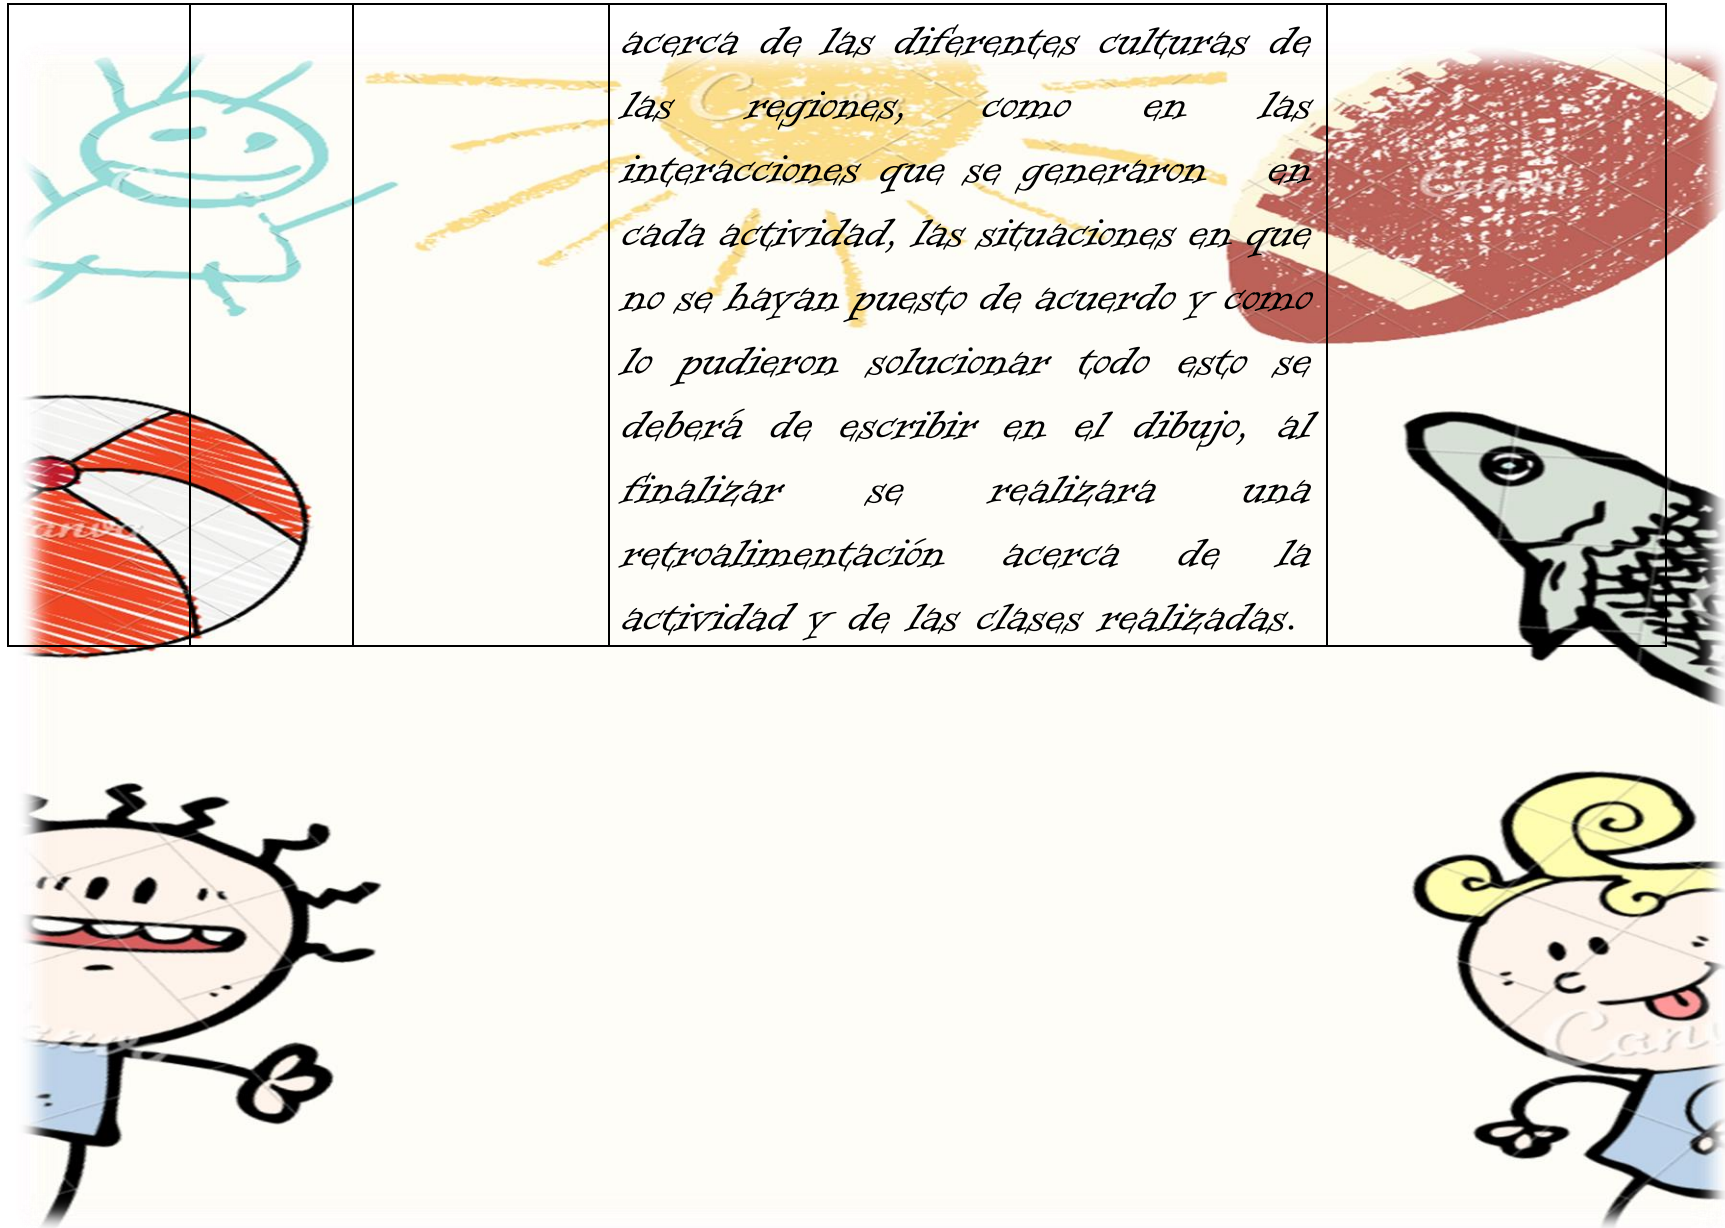 acerca de las diferentes culturas de
las regiones, como en las
interacciones que se generaron en
cada actividad, las situaciones en que
no se hayan puesto de acuerdo y como
lo pudieron solucionar todo esto se
deberá de escribir en el dibujo, al
finalizar se realizara una
retroalimentación acerca de la
actividad y de las clases realizadas.